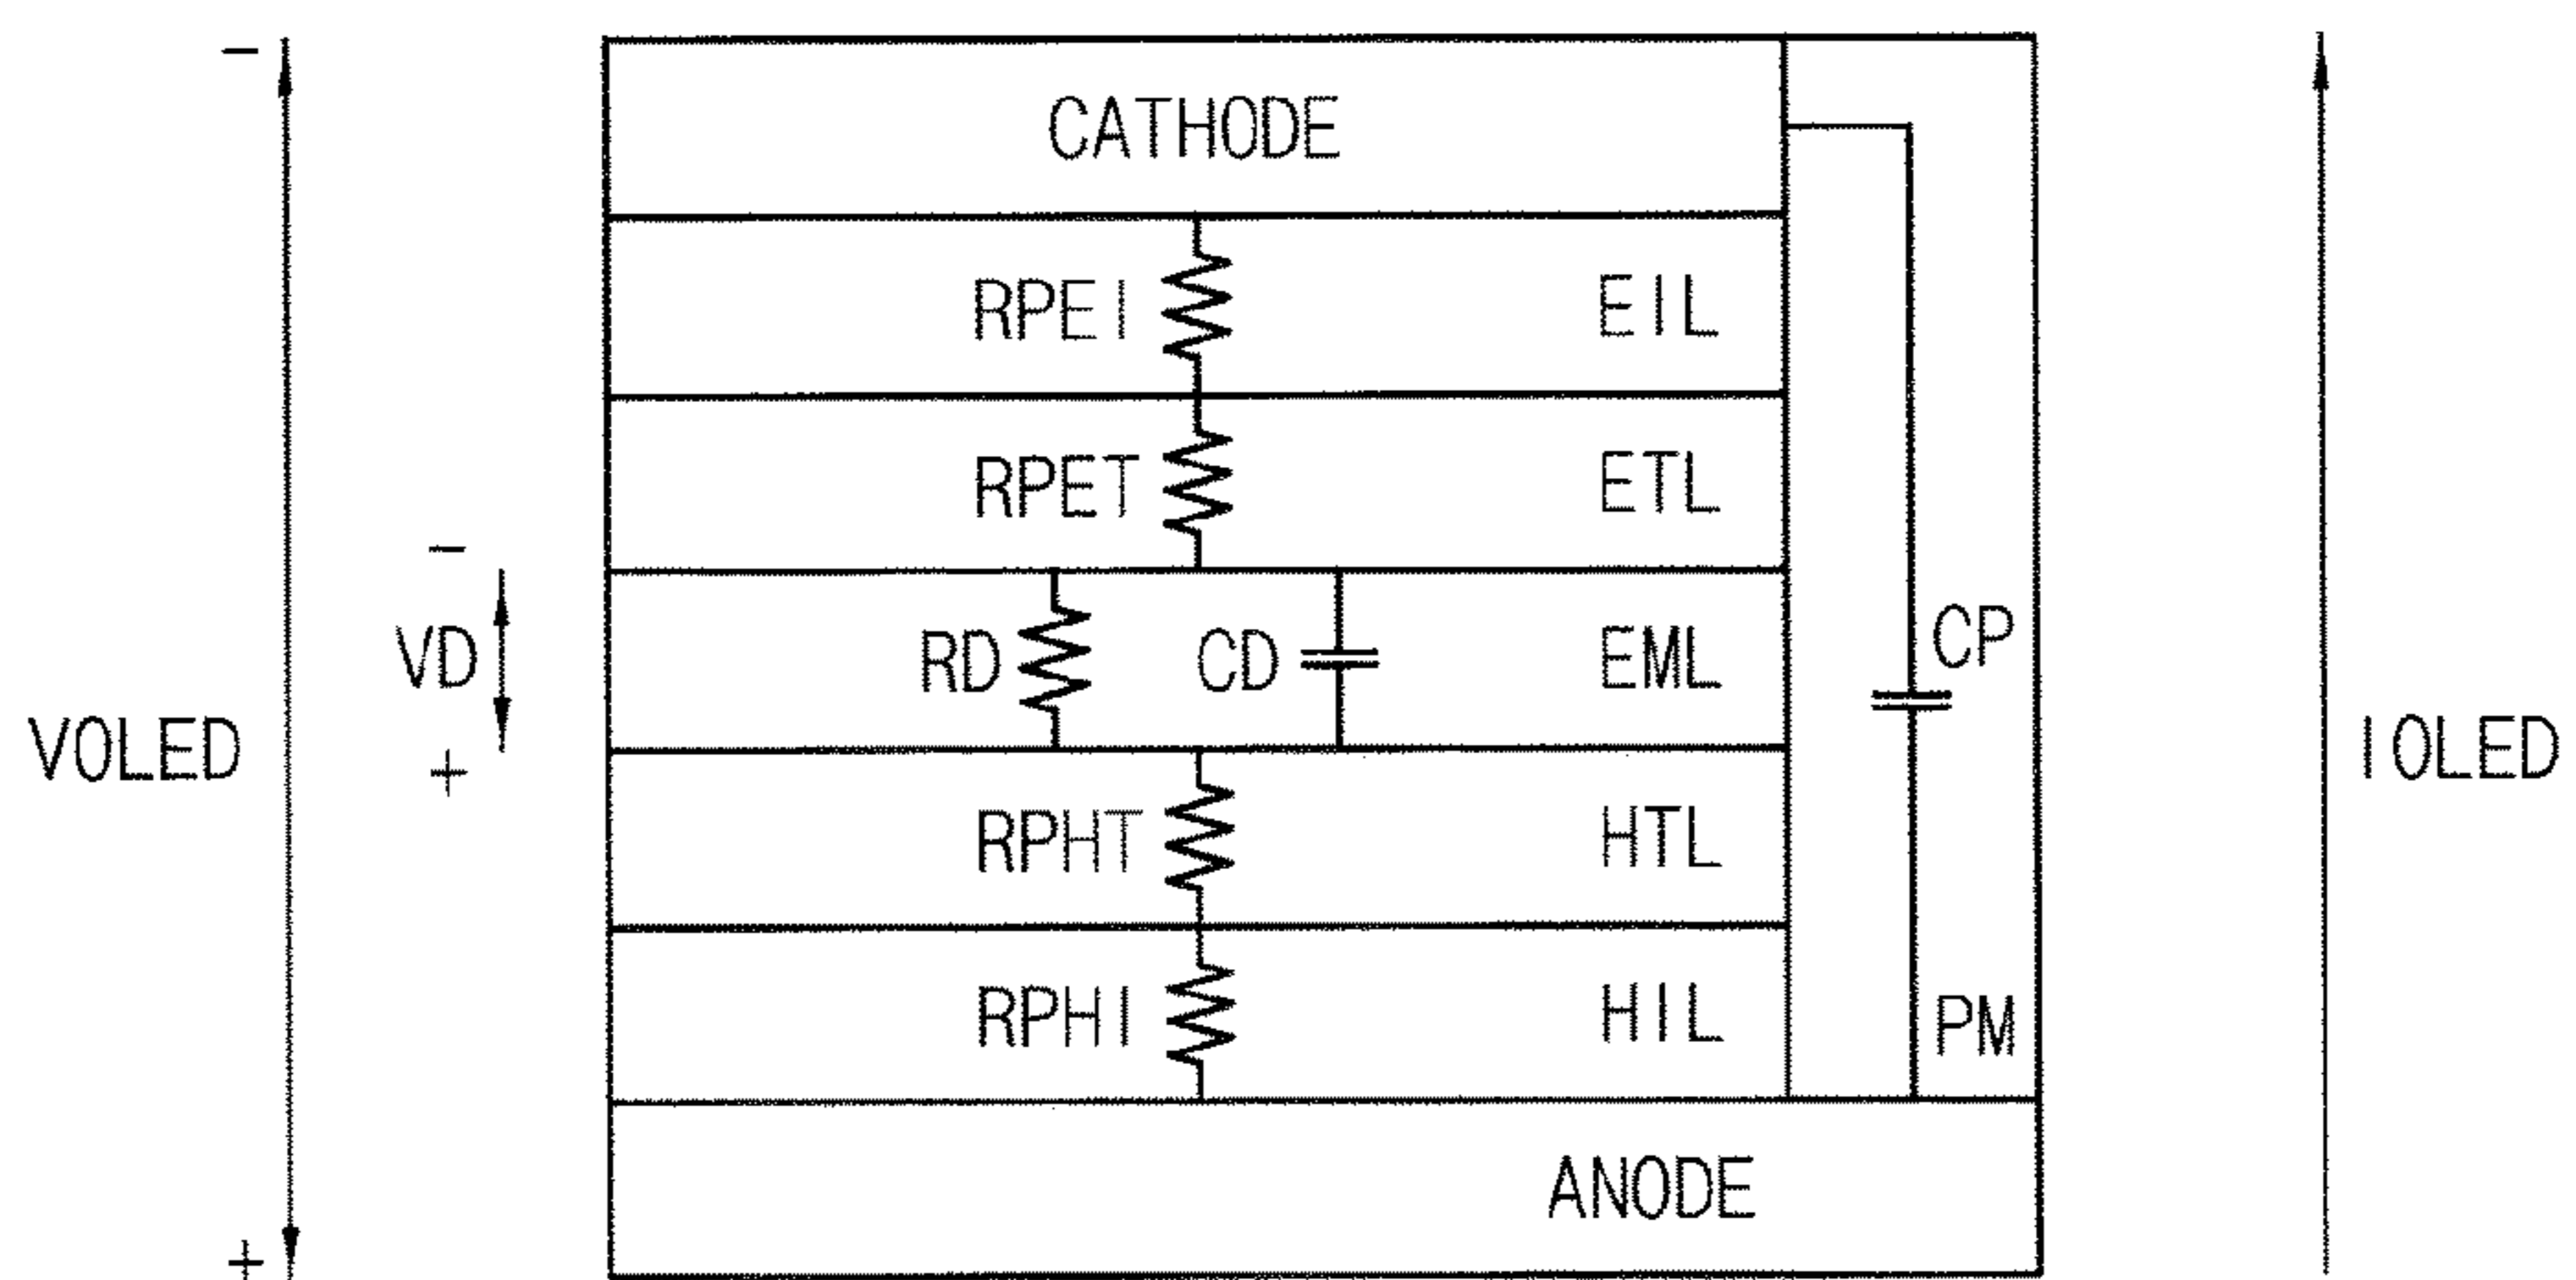 −
CATHODE
RPEI EIL
RPET ETL
−
VD RD CD EML CP
VOLED IOLED
+
RPHT HTL
RPHI HIL PM
ANODE
+